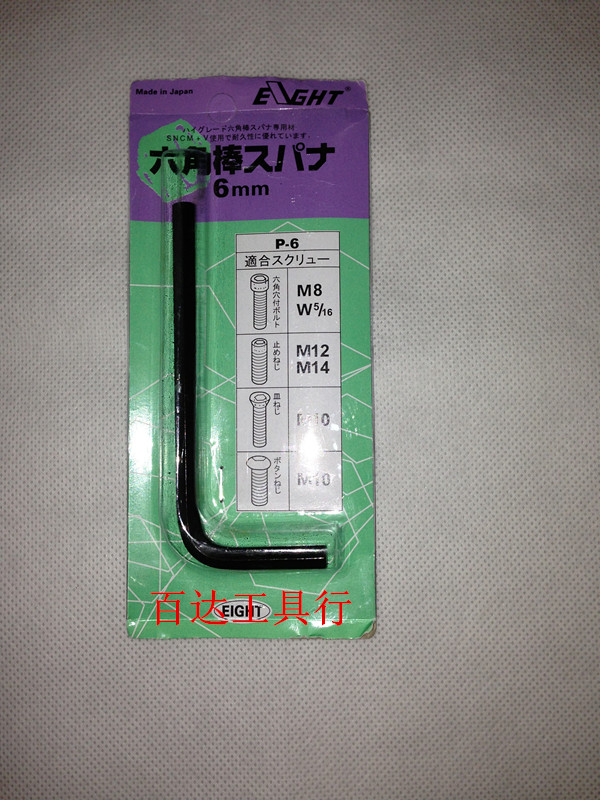 Made in Japan
EIGHT®
ハイグレード六角棒スパナ専用材
SNCM+V使用で耐久性に優れています.
六角棒スパナ
6mm
P-6
適合スクリュー
六角穴付ボルト
M8
W5/16
止めねじ
M12
M14
皿ねじ
M10
ボタンねじ
M10
EIGHT
百达工具行